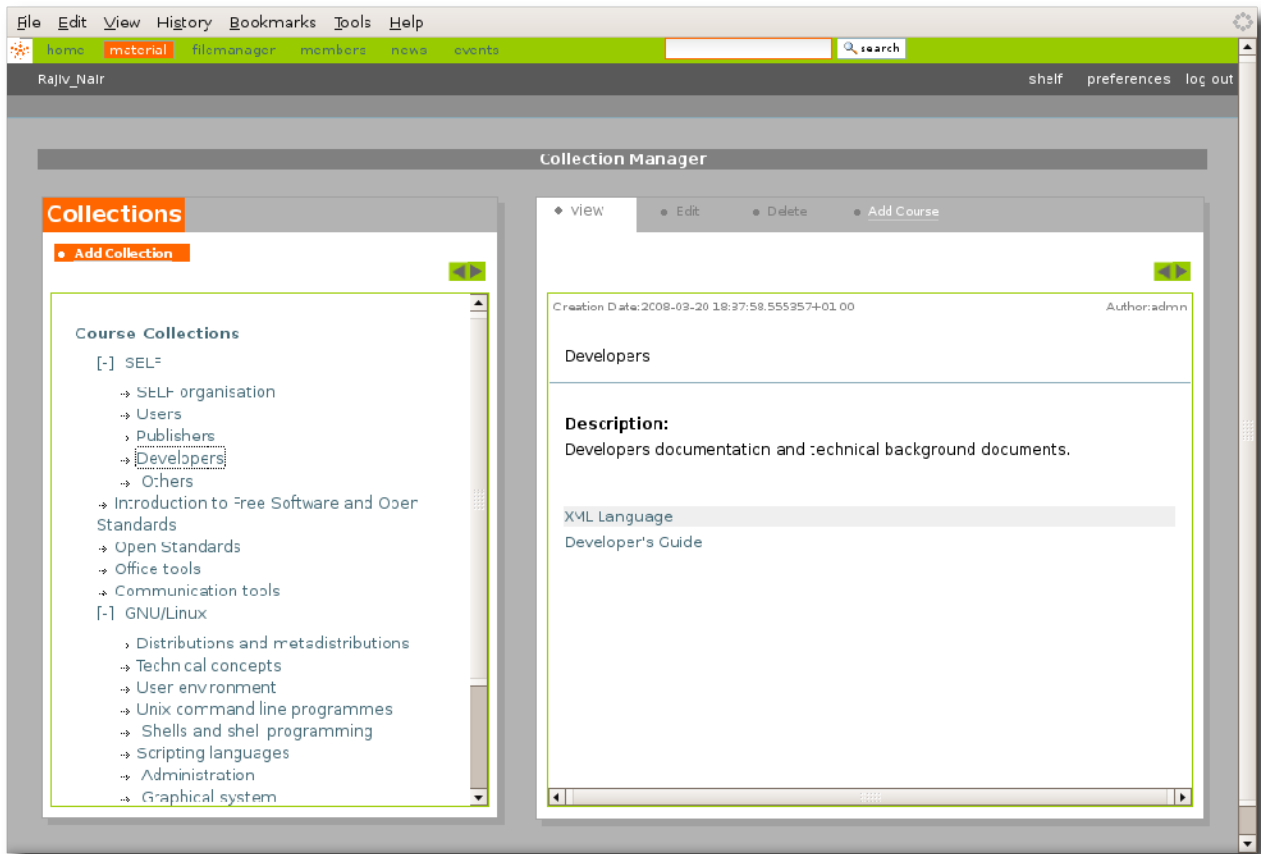 File Edit View History Bookmarks Tools Help
home material filemanager members news events search
Rajiv_Nair shelf preferences log out
Collection Manager
Collections
Add Collection
Course Collections
[-] SELF
SELF organisation
Users
Publishers
Developers
Others
Introduction to Free Software and Open
Standards
Open Standards
Office tools
Communication tools
[-] GNU/Linux
Distributions and metadistributions
Technical concepts
User environment
Unix command line programmes
Shells and shell programming
Scripting languages
Administration
Graphical system
view Edit Delete Add Course
Creation Date:2008-03-20 18:37:58.555357+01:00 Author:admin
Developers
Description:
Developers documentation and technical background documents.
XML Language
Developer's Guide